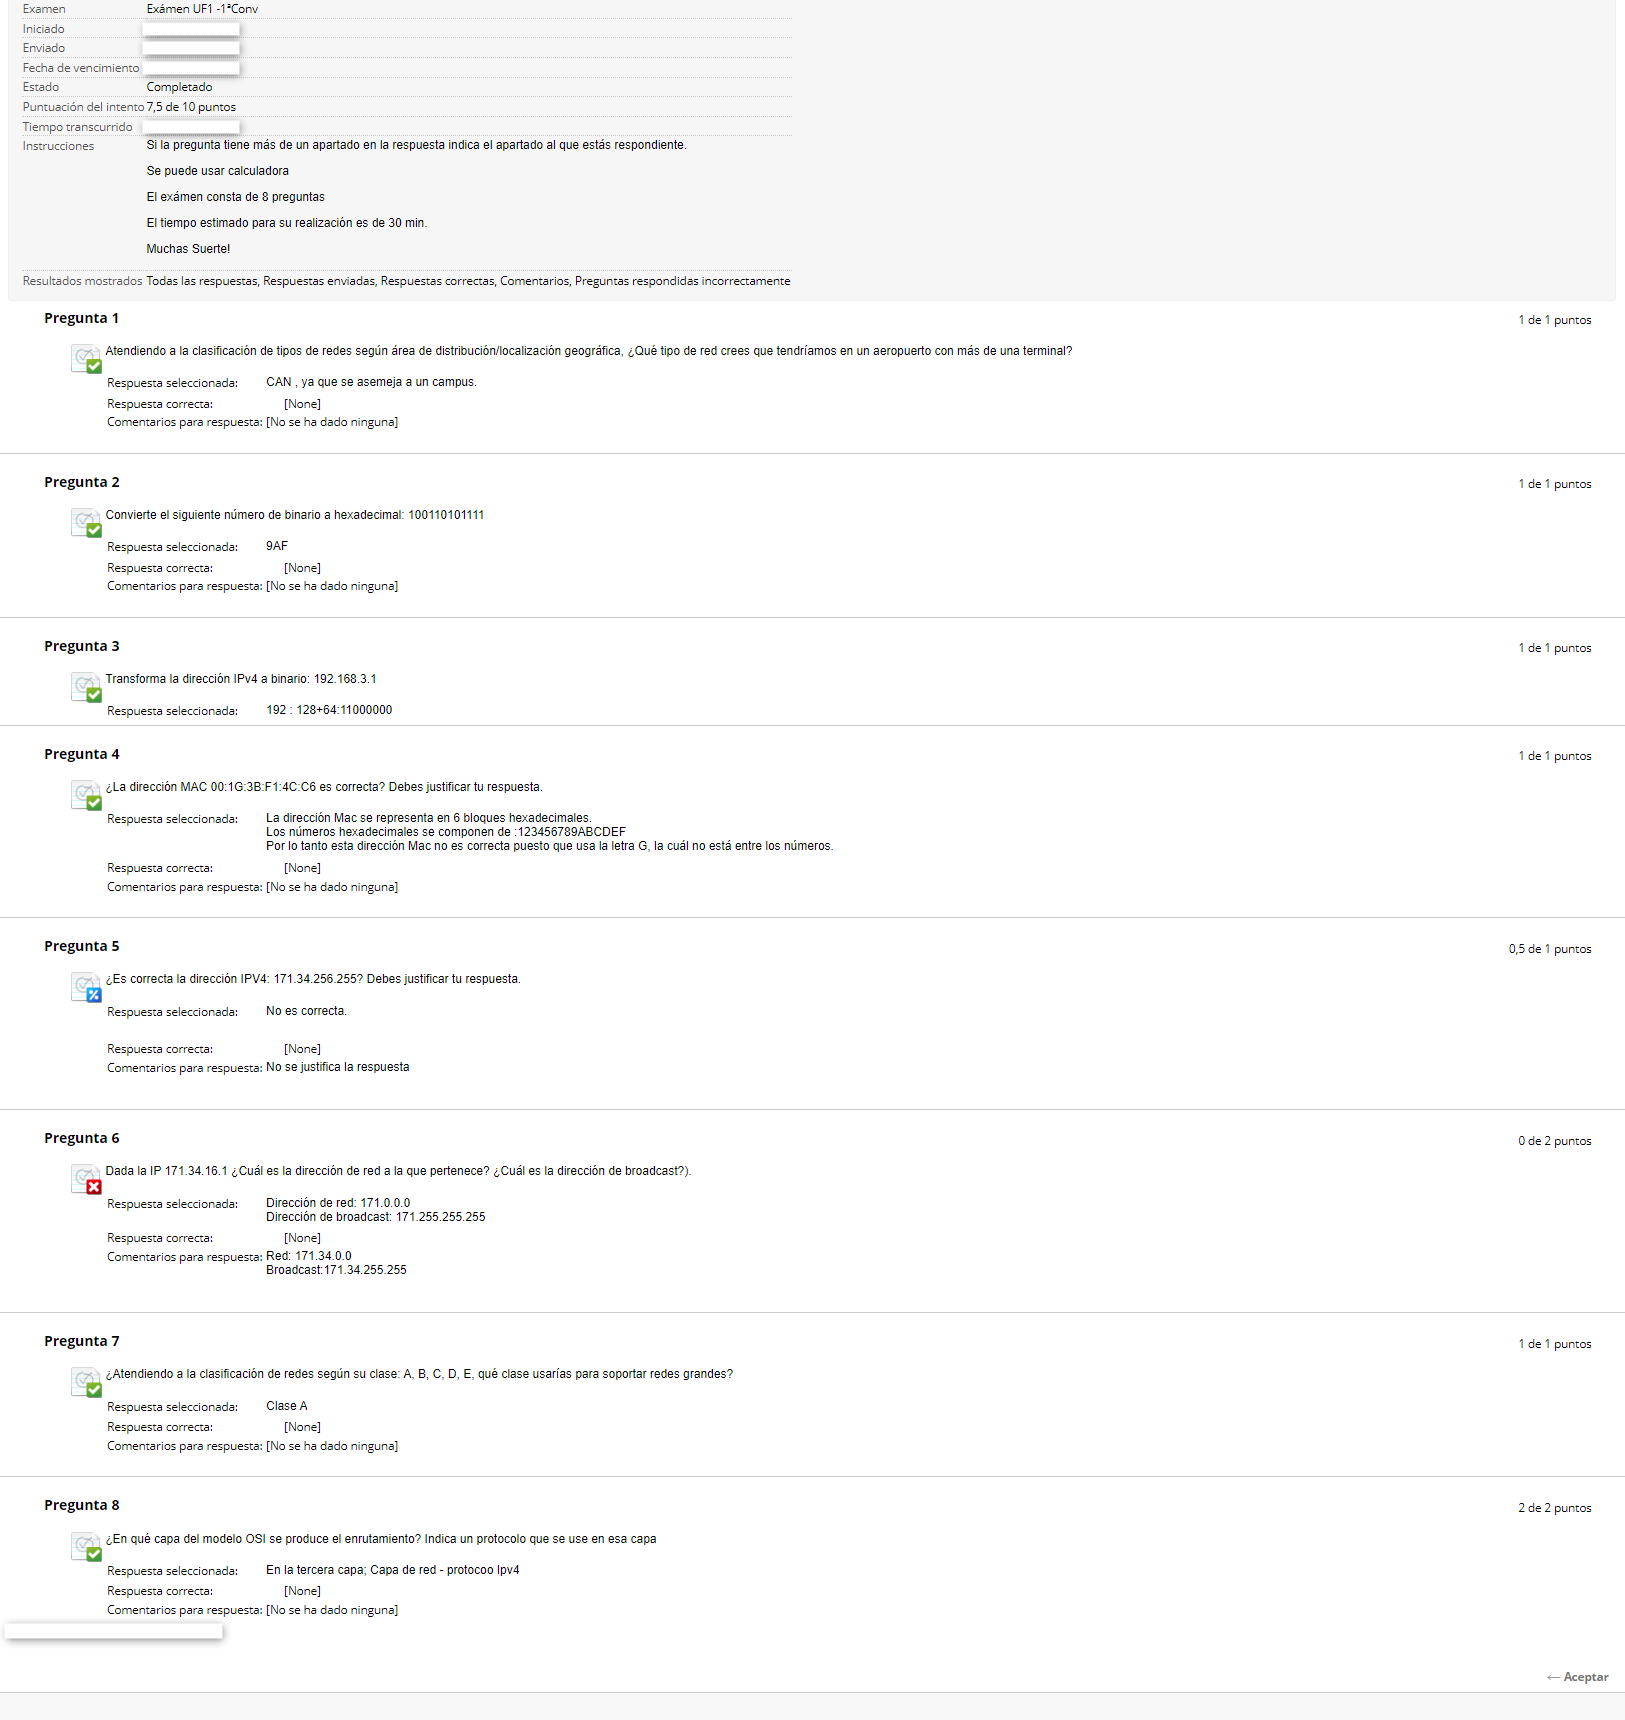 Examen Exámen UF1 -1ªConv
Iniciado
Enviado
Fecha de vencimiento
Estado Completado
Puntuación del intento 7,5 de 10 puntos
Tiempo transcurrido
Instrucciones Si la pregunta tiene más de un apartado en la respuesta indica el apartado al que estás respondiente.
Se puede usar calculadora
El exámen consta de 8 preguntas
El tiempo estimado para su realización es de 30 min.
Muchas Suerte!
Resultados mostrados Todas las respuestas, Respuestas enviadas, Respuestas correctas, Comentarios, Preguntas respondidas incorrectamente
Pregunta 1 1 de 1 puntos
Atendiendo a la clasificación de tipos de redes según área de distribución/localización geográfica, ¿Qué tipo de red crees que tendríamos en un aeropuerto con más de una terminal?
Respuesta seleccionada: CAN , ya que se asemeja a un campus.
Respuesta correcta: [None]
Comentarios para respuesta: [No se ha dado ninguna]
Pregunta 2 1 de 1 puntos
Convierte el siguiente número de binario a hexadecimal: 100110101111
Respuesta seleccionada: 9AF
Respuesta correcta: [None]
Comentarios para respuesta: [No se ha dado ninguna]
Pregunta 3 1 de 1 puntos
Transforma la dirección IPv4 a binario: 192.168.3.1
Respuesta seleccionada: 192 : 128+64:11000000
Pregunta 4 1 de 1 puntos
¿La dirección MAC 00:1G:3B:F1:4C:C6 es correcta? Debes justificar tu respuesta.
Respuesta seleccionada: La dirección Mac se representa en 6 bloques hexadecimales.
Los números hexadecimales se componen de :123456789ABCDEF
Por lo tanto esta dirección Mac no es correcta puesto que usa la letra G, la cuál no está entre los números.
Respuesta correcta: [None]
Comentarios para respuesta: [No se ha dado ninguna]
Pregunta 5 0,5 de 1 puntos
¿Es correcta la dirección IPV4: 171.34.256.255? Debes justificar tu respuesta.
Respuesta seleccionada: No es correcta.
Respuesta correcta: [None]
Comentarios para respuesta: No se justifica la respuesta
Pregunta 6 0 de 2 puntos
Dada la IP 171.34.16.1 ¿Cuál es la dirección de red a la que pertenece? ¿Cuál es la dirección de broadcast?).
Respuesta seleccionada: Dirección de red: 171.0.0.0
Dirección de broadcast: 171.255.255.255
Respuesta correcta: [None]
Comentarios para respuesta: Red: 171.34.0.0
Broadcast:171.34.255.255
Pregunta 7 1 de 1 puntos
¿Atendiendo a la clasificación de redes según su clase: A, B, C, D, E, qué clase usarías para soportar redes grandes?
Respuesta seleccionada: Clase A
Respuesta correcta: [None]
Comentarios para respuesta: [No se ha dado ninguna]
Pregunta 8 2 de 2 puntos
¿En qué capa del modelo OSI se produce el enrutamiento? Indica un protocolo que se use en esa capa
Respuesta seleccionada: En la tercera capa; Capa de red - protocoo Ipv4
Respuesta correcta: [None]
Comentarios para respuesta: [No se ha dado ninguna]
← Aceptar